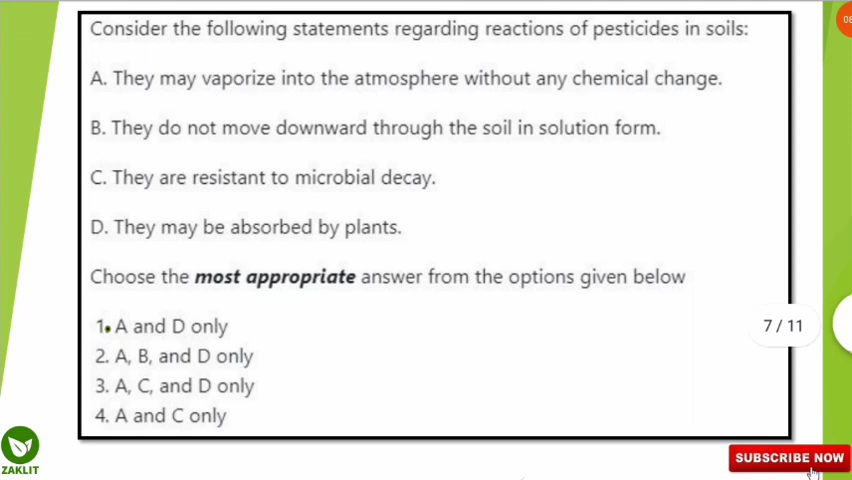 Consider the following statements regarding reactions of pesticides in soils:
08
A. They may vaporize into the atmosphere without any chemical change.
B. They do not move downward through the soil in solution form.
C. They are resistant to microbial decay.
D. They may be absorbed by plants.
Choose the most appropriate answer from the options given below
1. A and D only
7 / 11
2. A, B, and D only
3. A, C, and D only
4. A and C only
ZAKLIT
SUBSCRIBE NOW